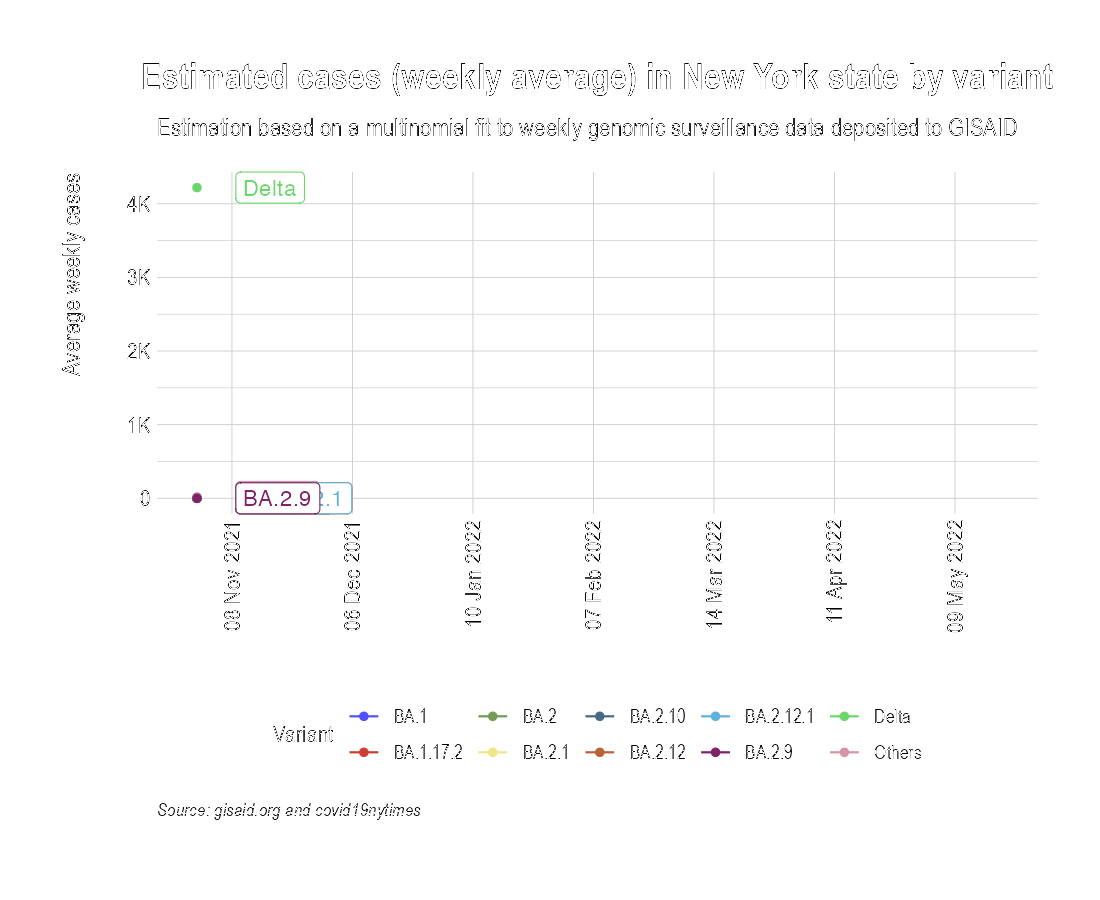 Estimated cases (weekly average) in New York state by variant
Estimation based on a multinomial fit to weekly genomic surveillance data deposited to GISAID
Average weekly cases
4K
3K
2K
1K
0
Delta
BA.2.9
2.1
08 Nov 2021
06 Dec 2021
10 Jan 2022
07 Feb 2022
14 Mar 2022
11 Apr 2022
09 May 2022
Variant
BA.1
BA.2
BA.2.10
BA.2.12.1
Delta
BA.1.17.2
BA.2.1
BA.2.12
BA.2.9
Others
Source: gisaid.org and covid19nytimes